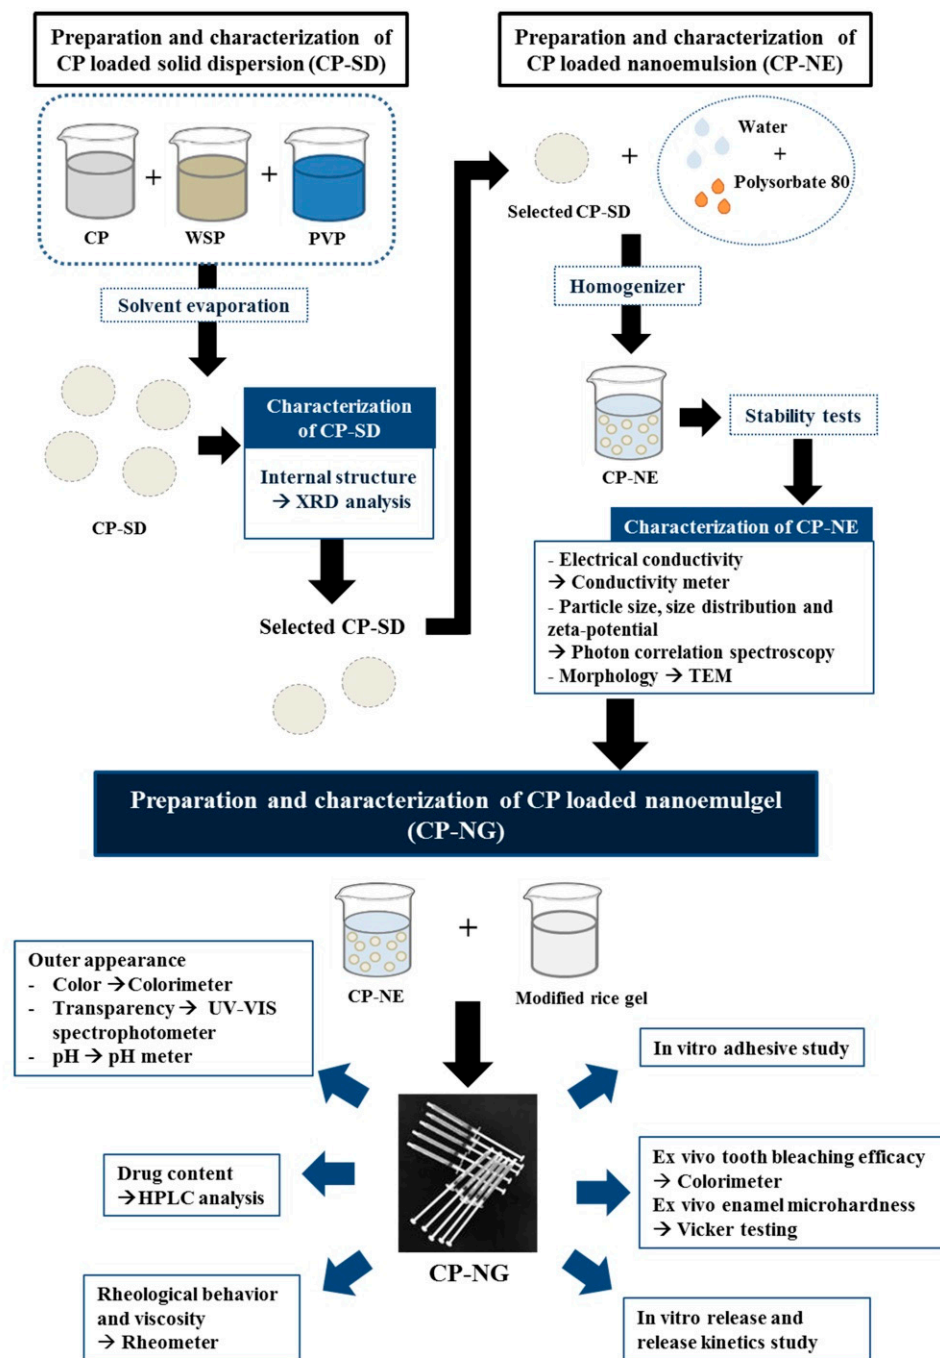 Preparation and characterization of
CP loaded solid dispersion (CP-SD)
CP
+
WSP
+
PVP
Solvent evaporation
CP-SD
Characterization
of CP-SD
Internal structure
→ XRD analysis
Selected CP-SD
Preparation and characterization of
CP loaded nanoemulsion (CP-NE)
Selected CP-SD
+
Water
+
Polysorbate 80
Homogenizer
CP-NE
Stability tests
Characterization of CP-NE
- Electrical conductivity
→ Conductivity meter
- Particle size, size distribution and
zeta-potential
→ Photon correlation spectroscopy
- Morphology → TEM
Preparation and characterization of CP loaded nanoemulgel
(CP-NG)
CP-NE
+
Modified rice gel
Outer appearance
- Color → Colorimeter
- Transparency → UV-VIS
spectrophotometer
- pH → pH meter
Drug content
→HPLC analysis
Rheological behavior
and viscosity
→ Rheometer
CP-NG
In vitro adhesive study
Ex vivo tooth bleaching efficacy
→ Colorimeter
Ex vivo enamel microhardness
→ Vicker testing
In vitro release and
release kinetics study